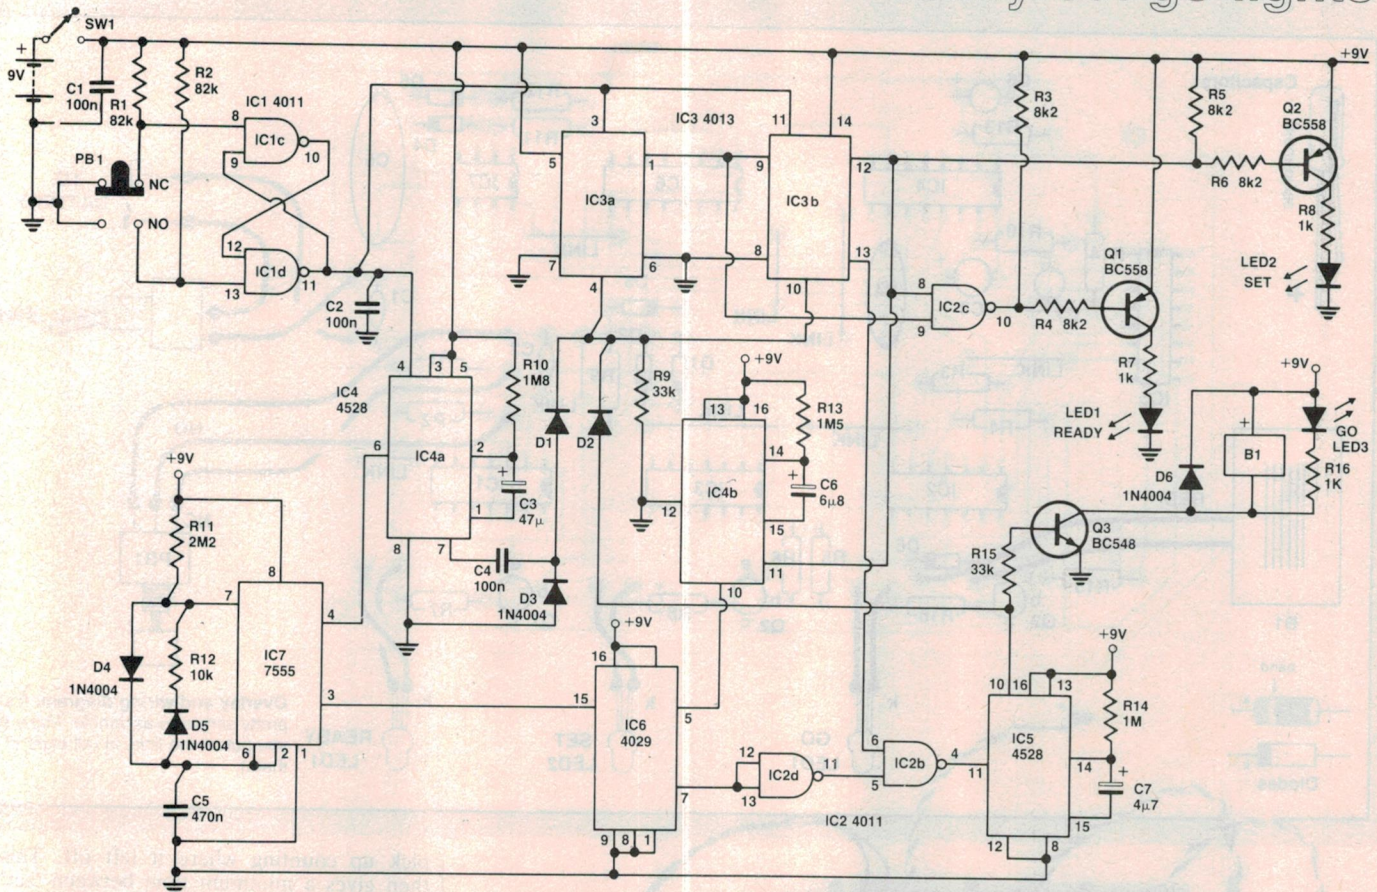 SW1
+
9V
C1
100n
R1
82k
R2
82k
IC1 4011
8
9
IC1c
10
PB1
NC
NO
12
13
IC1d
11
C2
100n
3
5
1
IC3 4013
IC3a
7
6
4
11
14
9
12
IC3b
8
13
10
R3
8k2
R5
8k2
+9V
Q2
BC558
R6 8k2
R8
1k
LED2
SET
8
9
IC2c
10
R4 8k2
Q1
BC558
R7
1k
LED1
READY
IC4
4528
4
3
5
6
IC4a
2
1
8
7
R10
1M8
+
C3
47μ
C4
100n
D1
D2
D3
1N4004
R9
33k
+9V
13
16
14
IC4b
12
15
11
10
R13
1M5
+
C6
6μ8
+9V
D6
1N4004
+
B1
GO
LED3
R16
1K
R15
33k
Q3
BC548
+9V
R11
2M2
8
7
4
IC7
7555
3
6
2
1
R12
10k
D4
1N4004
D5
1N4004
C5
470n
+9V
16
15
5
IC6
4029
7
9
8
1
12
13
IC2d
11
6
5
IC2b
4
IC2 4011
+9V
10
16
13
IC5
4528
11
14
15
12
8
R14
1M
+
C7
4μ7